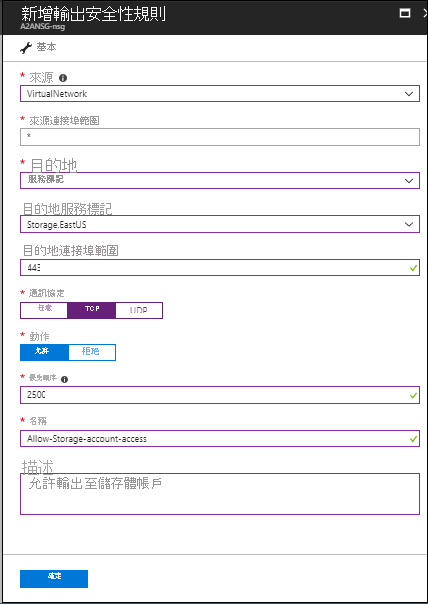 新增輸出安全性規則
A2ANSG-nsg
基本
* 來源
VirtualNetwork
* 來源連接埠範圍
*
* 目的地
服務標記
目的地服務標記
Storage.EastUS
目的地連接埠範圍
443
* 通訊協定
任意 TCP UDP
* 動作
允許 拒絕
* 優先順序
2500
* 名稱
Allow-Storage-account-access
描述
允許輸出至儲存體帳戶
確定